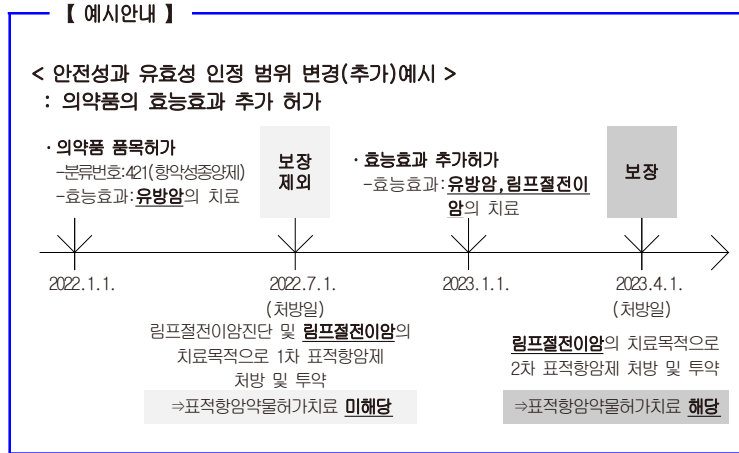 【 예시안내 】
< 안전성과 유효성 인정 범위 변경(추가)예시 >
: 의약품의 효능효과 추가 허가
· 의약품 품목허가
-분류번호:421(항악성종양제)
-효능효과:유방암의 치료
보장
제외
· 효능효과 추가허가
-효능효과:유방암,림프절전이
암의 치료
보장
2022.1.1.
2022.7.1.
(처방일)
2023.1.1.
2023.4.1.
(처방일)
림프절전이암진단 및 림프절전이암의
치료목적으로 1차 표적항암제
처방 및 투약
⇒표적항암약물허가치료 미해당
림프절전이암의 치료목적으로
2차 표적항암제 처방 및 투약
⇒표적항암약물허가치료 해당